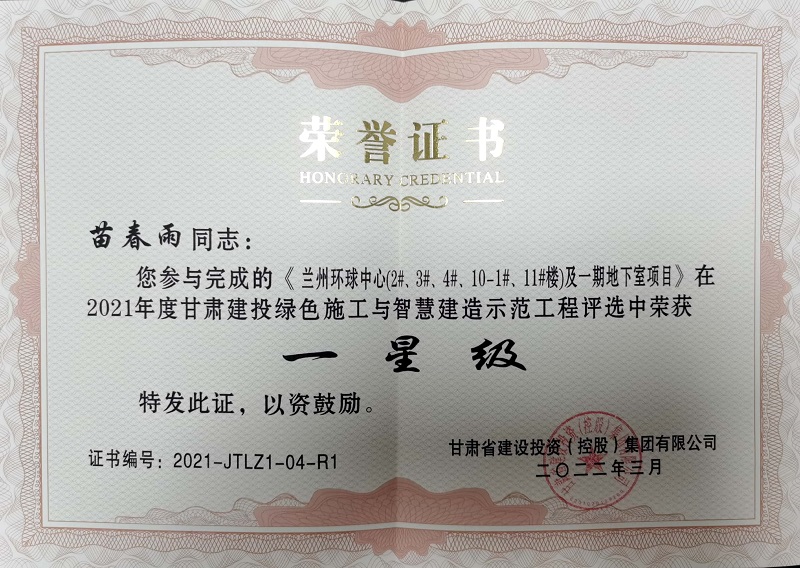 荣誉证书
HONORARY CREDENTIAL
苗春雨同志：
您参与完成的《兰州环球中心(2#、3#、4#、10-1#、11#楼)及一期地下室项目》在
2021年度甘肃建投绿色施工与智慧建造示范工程评选中荣获
一星级
特发此证，以资鼓励。
证书编号：2021-JTLZ1-04-R1
甘肃省建设投资（控股）集团有限公司
二〇二二年三月